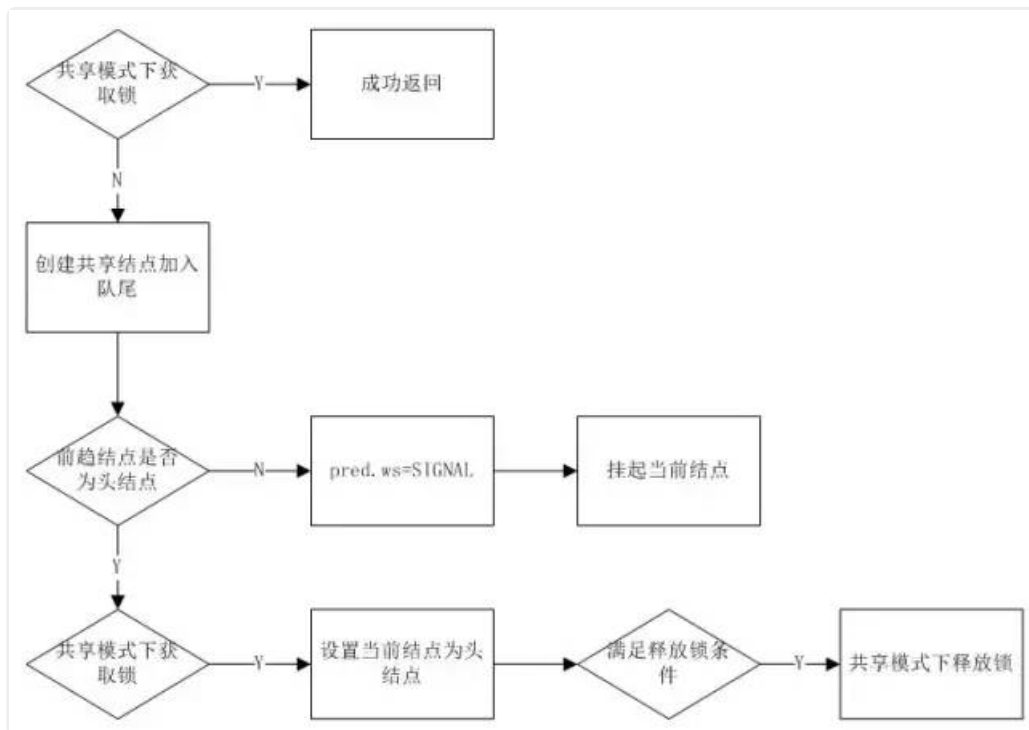 共享模式下获
取锁
Y
成功返回
N
创建共享结点加入
队尾
前趋结点是否
为头结点
N
pred.ws=SIGNAL
挂起当前结点
Y
共享模式下获
取锁
Y
设置当前结点为头
结点
满足释放锁条
件
Y
共享模式下释放锁